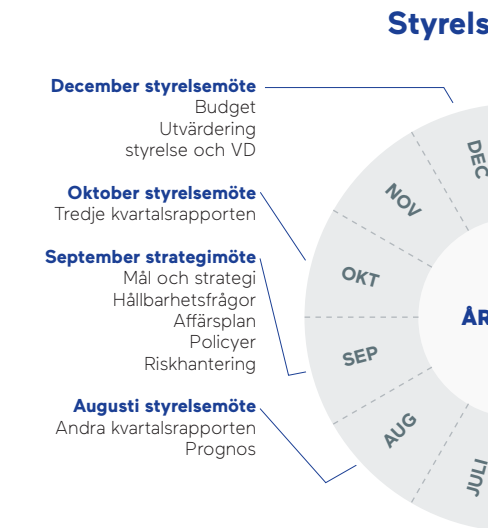 Styrels
December styrelsemöte
Budget
Utvärdering
styrelse och VD
Oktober styrelsemöte
Tredje kvartalsrapporten
September strategimöte
Mål och strategi
Hållbarhetsfrågor
Affärsplan
Policyer
Riskhantering
Augusti styrelsemöte
Andra kvartalsrapporten
Prognos
DEC
NOV
OKT
SEP
AUG
JULI
ÅR